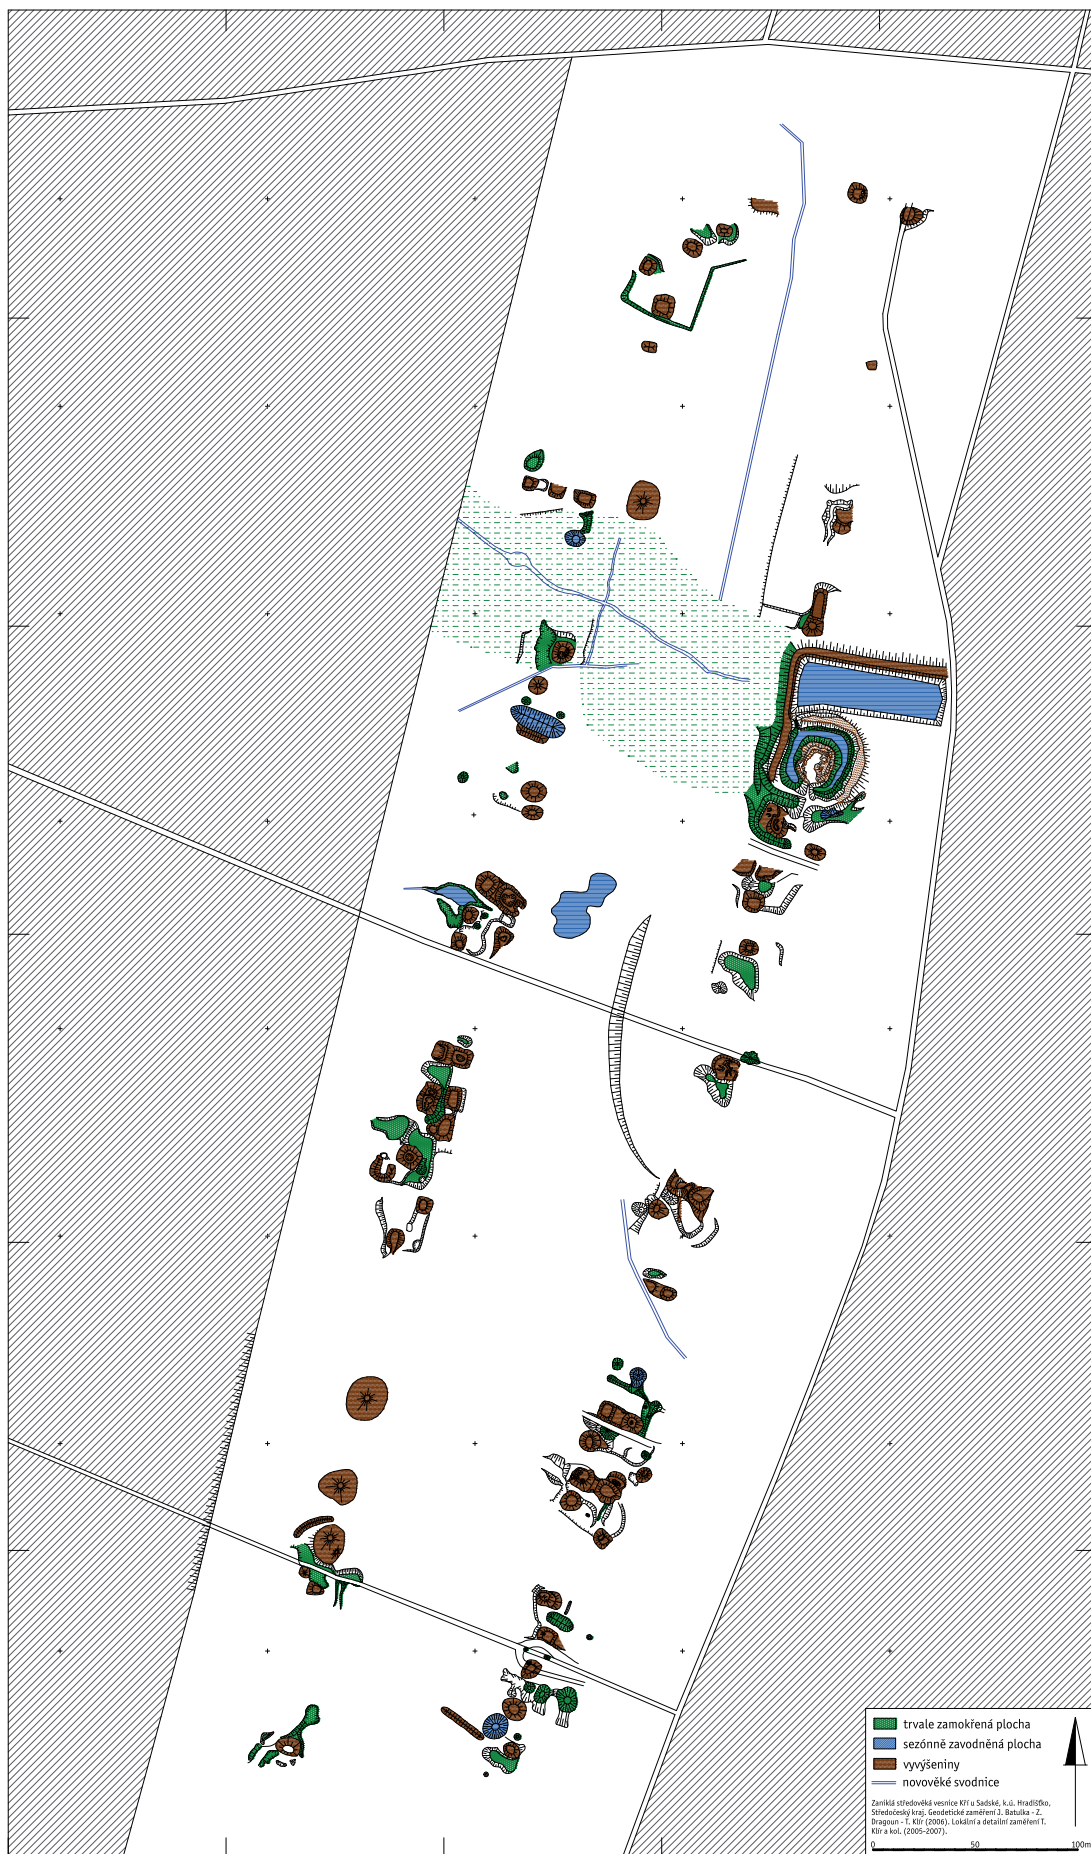 trvale zamokřená plocha
sezónně zavodněná plocha
vyvýšeniny
novověké svodnice
Zaniklá středověká vesnice Kří u Sadské, k.ú. Hradišťko,
Středočeský kraj. Geodetické zaměření J. Batulka - Z.
Dragoun - T. Klír (2006). Lokální a detailní zaměření T.
Klír a kol. (2005-2007).
0 50 100m